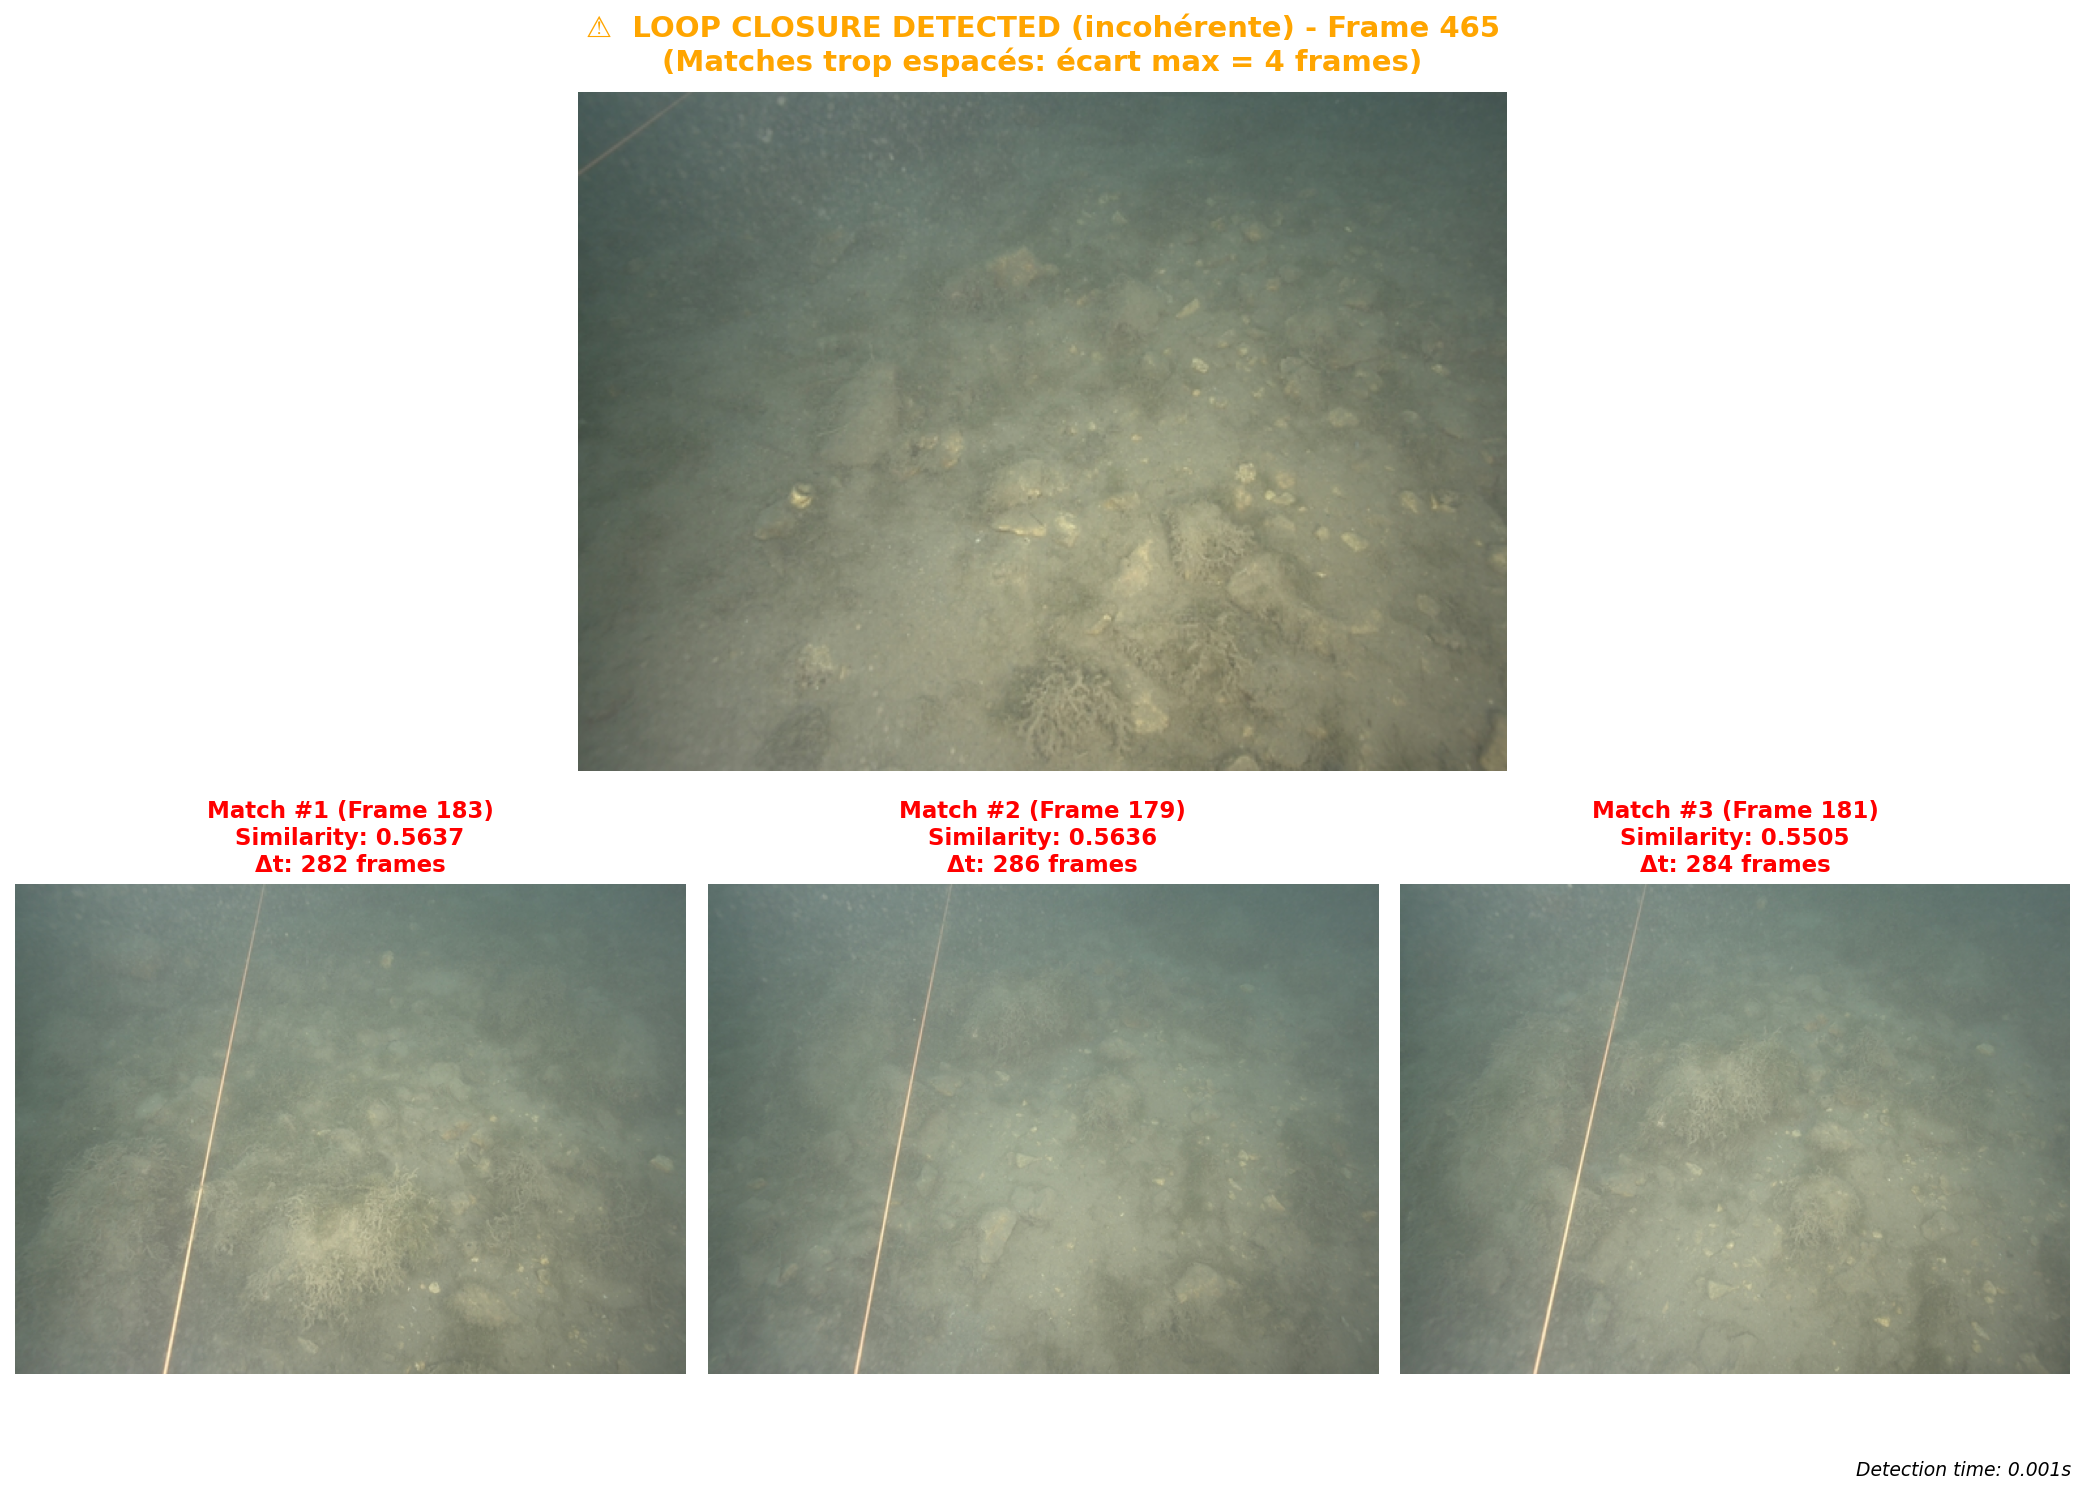 ⚠ LOOP CLOSURE DETECTED (incohérente) - Frame 465
(Matches trop espacés: écart max = 4 frames)
Match #1 (Frame 183)
Similarity: 0.5637
Δt: 282 frames
Match #2 (Frame 179)
Similarity: 0.5636
Δt: 286 frames
Match #3 (Frame 181)
Similarity: 0.5505
Δt: 284 frames
Detection time: 0.001s